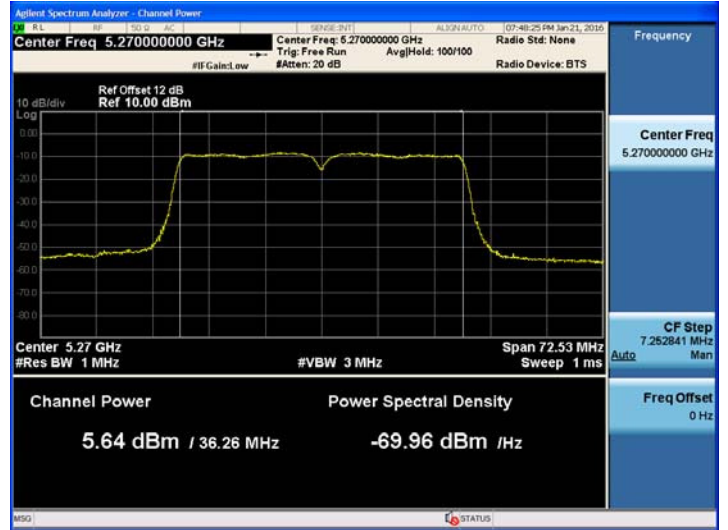 Agilent Spectrum Analyzer - Channel Power
RL RF 50 Ω AC SENSE:INT ALIGN AUTO 07:48:25 PM Jan 21, 2016
Center Freq 5.270000000 GHz
Center Freq: 5.270000000 GHz
Radio Std: None
Trig: Free Run Avg|Hold: 100/100
#IFGain:Low #Atten: 20 dB Radio Device: BTS
Ref Offset 12 dB
10 dB/div Ref 10.00 dBm
Log
0.00
-10.0
-20.0
-30.0
-40.0
-50.0
-60.0
-70.0
-80.0
Center 5.27 GHz Span 72.53 MHz
#Res BW 1 MHz #VBW 3 MHz Sweep 1 ms
Channel Power Power Spectral Density
5.64 dBm / 36.26 MHz -69.96 dBm /Hz
Frequency
Center Freq
5.270000000 GHz
CF Step
7.252841 MHz
Auto Man
Freq Offset
0 Hz
MSG STATUS